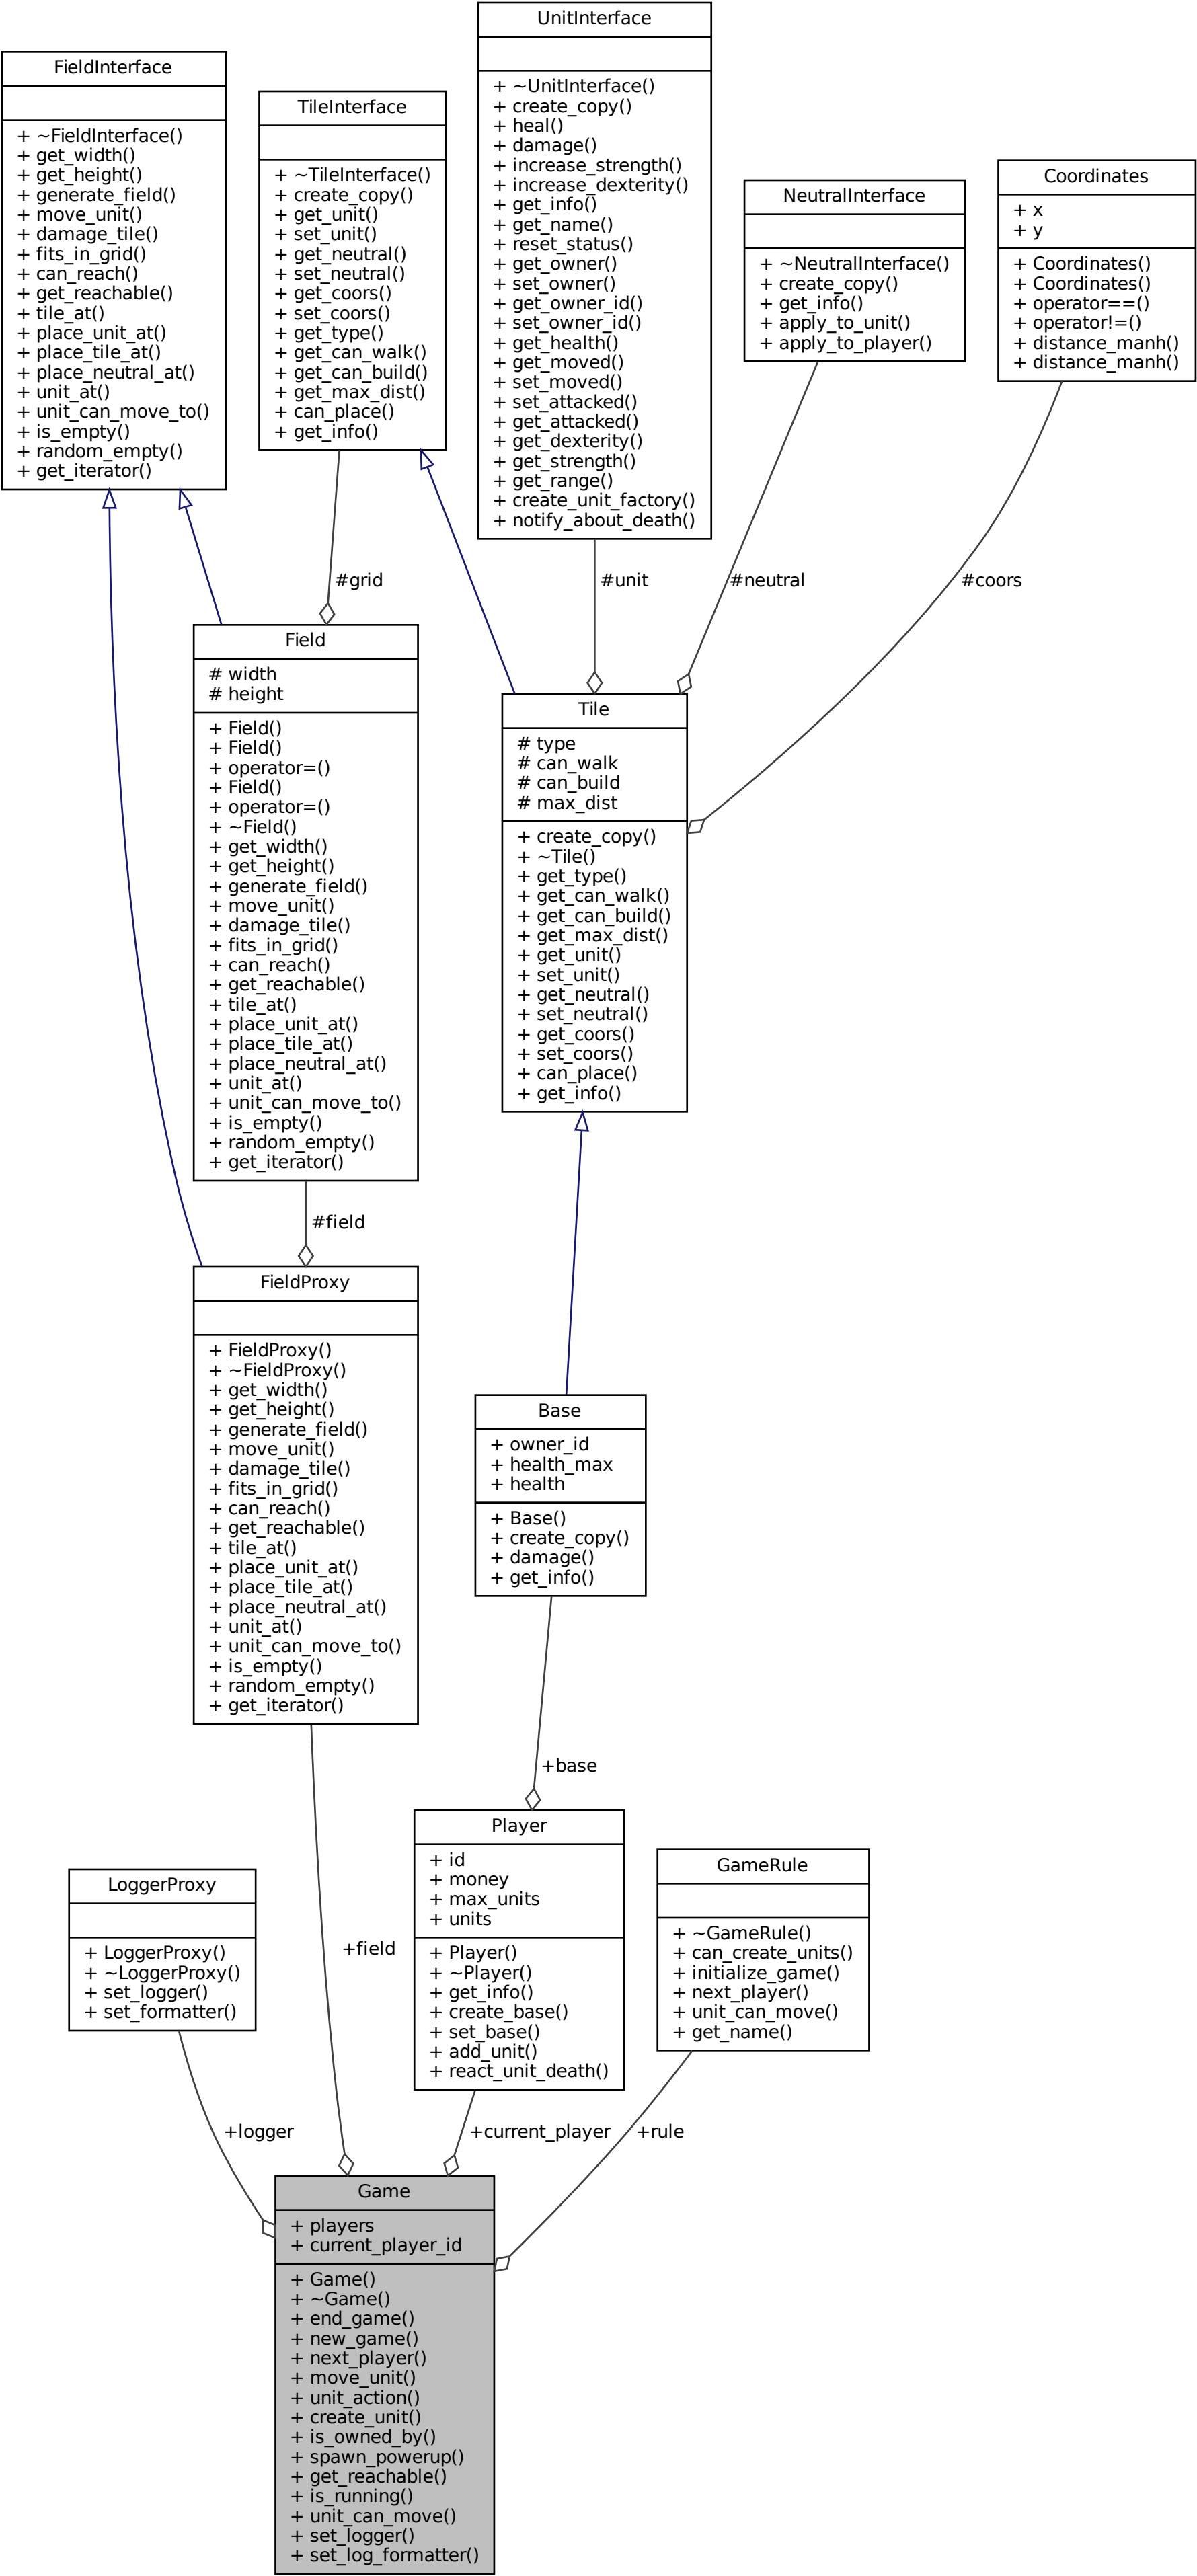 UnitInterface
+ ~UnitInterface()
+ create_copy()
+ heal()
+ damage()
+ increase_strength()
+ increase_dexterity()
+ get_info()
+ get_name()
+ reset_status()
+ get_owner()
+ set_owner()
+ get_owner_id()
+ set_owner_id()
+ get_health()
+ get_moved()
+ set_moved()
+ set_attacked()
+ get_attacked()
+ get_dexterity()
+ get_strength()
+ get_range()
+ create_unit_factory()
+ notify_about_death()
FieldInterface
+ ~FieldInterface()
+ get_width()
+ get_height()
+ generate_field()
+ move_unit()
+ damage_tile()
+ fits_in_grid()
+ can_reach()
+ get_reachable()
+ tile_at()
+ place_unit_at()
+ place_tile_at()
+ place_neutral_at()
+ unit_at()
+ unit_can_move_to()
+ is_empty()
+ random_empty()
+ get_iterator()
TileInterface
+ ~TileInterface()
+ create_copy()
+ get_unit()
+ set_unit()
+ get_neutral()
+ set_neutral()
+ get_coors()
+ set_coors()
+ get_type()
+ get_can_walk()
+ get_can_build()
+ get_max_dist()
+ can_place()
+ get_info()
NeutralInterface
+ ~NeutralInterface()
+ create_copy()
+ get_info()
+ apply_to_unit()
+ apply_to_player()
Coordinates
+ x
+ y
+ Coordinates()
+ Coordinates()
+ operator==()
+ operator!=()
+ distance_manh()
+ distance_manh()
#grid
#unit
#neutral
#coors
Field
# width
# height
+ Field()
+ Field()
+ operator=()
+ Field()
+ operator=()
+ ~Field()
+ get_width()
+ get_height()
+ generate_field()
+ move_unit()
+ damage_tile()
+ fits_in_grid()
+ can_reach()
+ get_reachable()
+ tile_at()
+ place_unit_at()
+ place_tile_at()
+ place_neutral_at()
+ unit_at()
+ unit_can_move_to()
+ is_empty()
+ random_empty()
+ get_iterator()
Tile
# type
# can_walk
# can_build
# max_dist
+ create_copy()
+ ~Tile()
+ get_type()
+ get_can_walk()
+ get_can_build()
+ get_max_dist()
+ get_unit()
+ set_unit()
+ get_neutral()
+ set_neutral()
+ get_coors()
+ set_coors()
+ can_place()
+ get_info()
#field
FieldProxy
+ FieldProxy()
+ ~FieldProxy()
+ get_width()
+ get_height()
+ generate_field()
+ move_unit()
+ damage_tile()
+ fits_in_grid()
+ can_reach()
+ get_reachable()
+ tile_at()
+ place_unit_at()
+ place_tile_at()
+ place_neutral_at()
+ unit_at()
+ unit_can_move_to()
+ is_empty()
+ random_empty()
+ get_iterator()
Base
+ owner_id
+ health_max
+ health
+ Base()
+ create_copy()
+ damage()
+ get_info()
+base
Player
+ id
+ money
+ max_units
+ units
+ Player()
+ ~Player()
+ get_info()
+ create_base()
+ set_base()
+ add_unit()
+ react_unit_death()
GameRule
+ ~GameRule()
+ can_create_units()
+ initialize_game()
+ next_player()
+ unit_can_move()
+ get_name()
LoggerProxy
+ LoggerProxy()
+ ~LoggerProxy()
+ set_logger()
+ set_formatter()
+field
+logger
+current_player
+rule
Game
+ players
+ current_player_id
+ Game()
+ ~Game()
+ end_game()
+ new_game()
+ next_player()
+ move_unit()
+ unit_action()
+ create_unit()
+ is_owned_by()
+ spawn_powerup()
+ get_reachable()
+ is_running()
+ unit_can_move()
+ set_logger()
+ set_log_formatter()